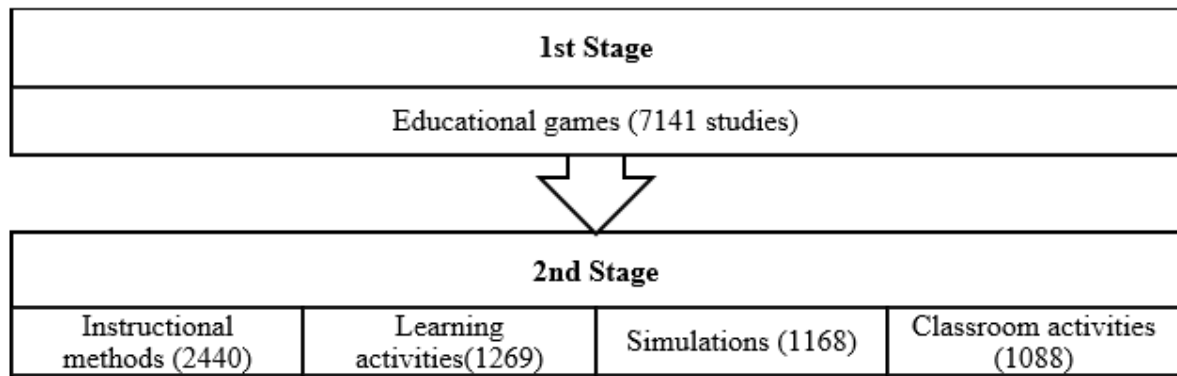 1st Stage
Educational games (7141 studies)
2nd Stage
Instructional
methods (2440)
Learning
activities(1269)
Simulations (1168)
Classroom activities
(1088)